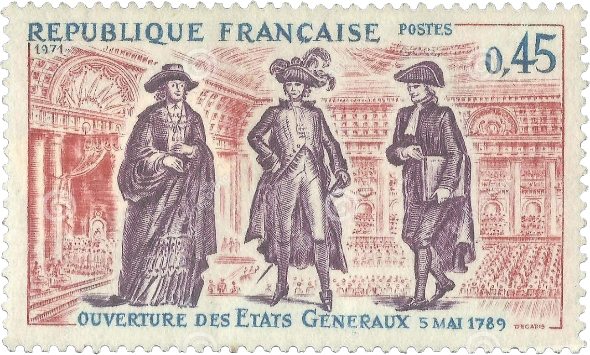 REPUBLIQUE FRANÇAISE POSTES
1971
0,45
OUVERTURE DES ETATS GENERAUX 5 MAI 1789 DECARIS